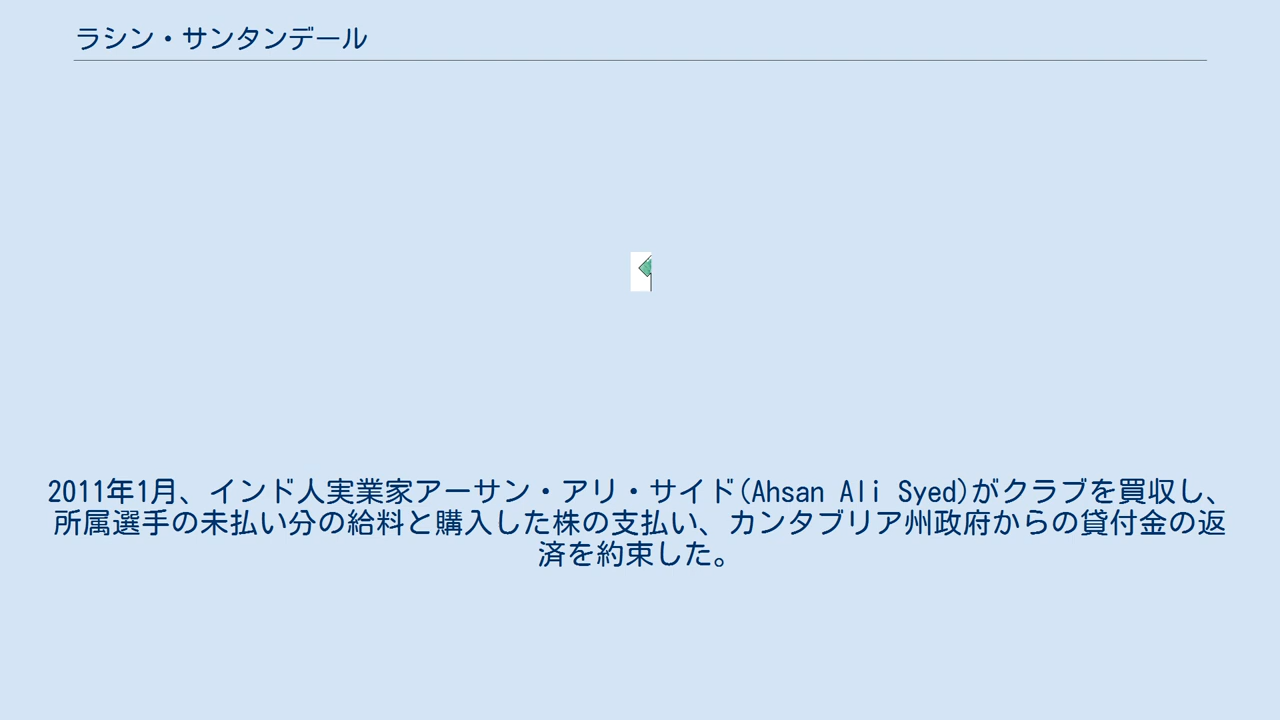 ラシン・サンタンデール
2011年1月、インド人実業家アーサン・アリ・サイド(Ahsan Ali Syed)がクラブを買収し、
所属選手の未払い分の給料と購入した株の支払い、カンタブリア州政府からの貸付金の返
済を約束した。